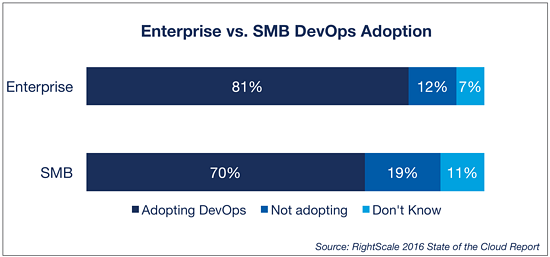 Enterprise vs. SMB DevOps Adoption
Enterprise 81% 12% 7%
SMB 70% 19% 11%
Adopting DevOps Not adopting Don't Know
Source: RightScale 2016 State of the Cloud Report